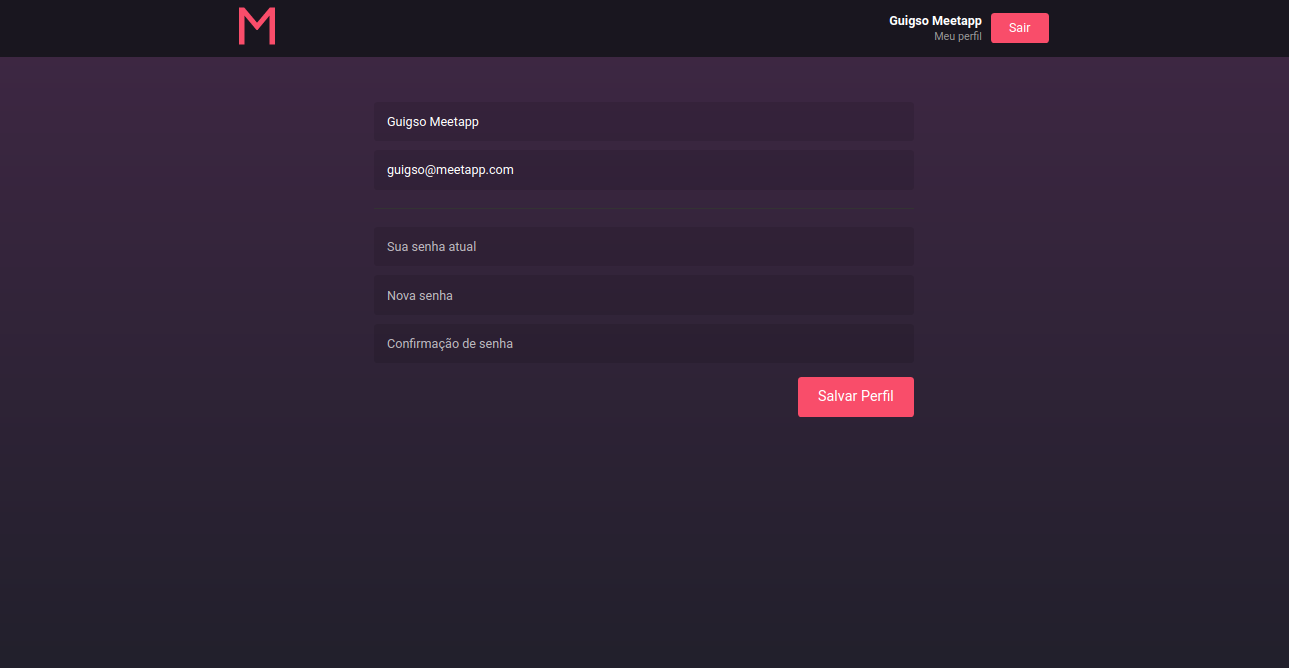 M
Guigso Meetapp
Meu perfil
Sair
Guigso Meetapp
guigso@meetapp.com
Sua senha atual
Nova senha
Confirmação de senha
Salvar Perfil